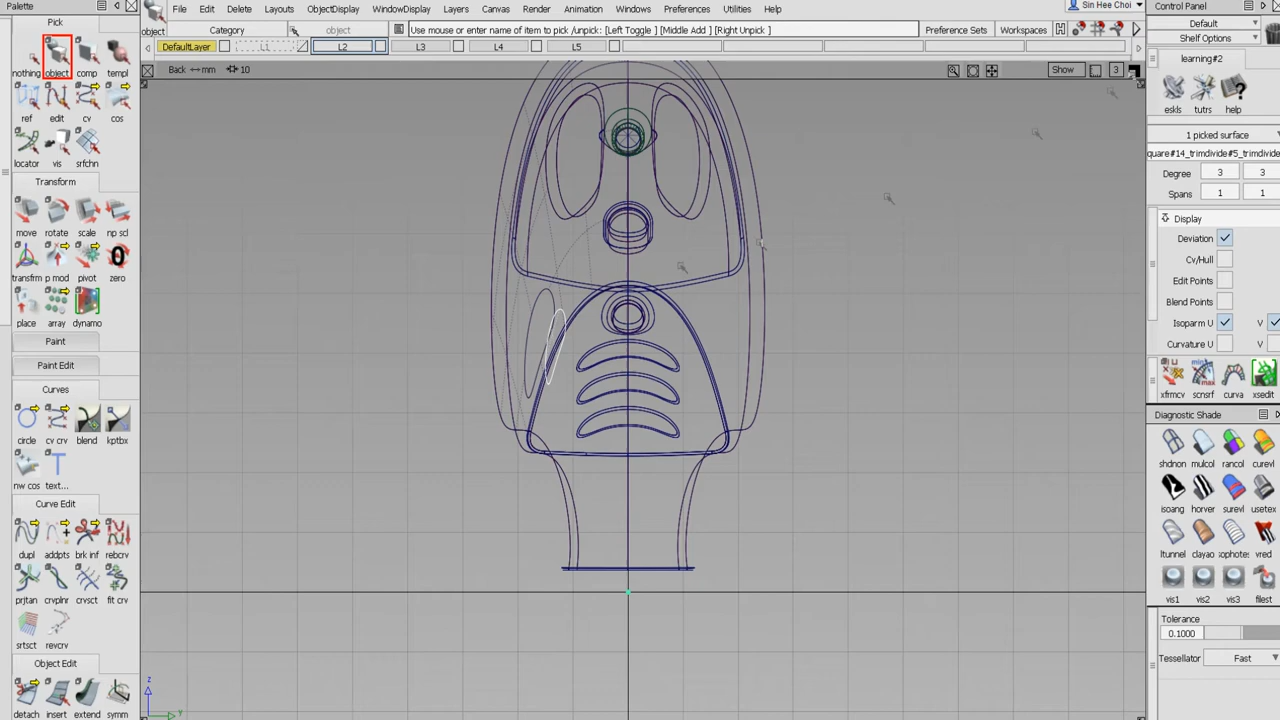 Palette
Pick
nothing object comp templ
ref edit cv cos
locator vis srfchn
Transform
move rotate scale np scl
transfrm p mod pivot zero
place array dynamo
Paint
Paint Edit
Curves
circle cv crv blend kptbx
nw cos text...
Curve Edit
dupl addpts brk inf rebcrv
prjtan crvplnr crvsct fit crv
srtsct revcrv
Object Edit
detach insert extend symm
object
File Edit Delete Layouts ObjectDisplay WindowDisplay Layers Canvas Render Animation Windows Preferences Utilities Help
Sin Hee Choi
Category object Use mouse or enter name of item to pick /unpick: [Left Toggle ] [Middle Add ] [Right Unpick ] Preference Sets Workspaces
DefaultLayer L1 L2 L3 L4 L5
Back mm 10
Show 3
z
Y
Control Panel
Default
Shelf Options
learning#2
eskls tutrs help
1 picked surface
quare#14_trimdivide#5_trimdivide
Degree 3 3
Spans 1 1
Display
Deviation
Cv/Hull
Edit Points
Blend Points
Isoparm U V
Curvature U V
xfrmcv scnsrf curva xsedit
Diagnostic Shade
shdnon mulcol rancol curevl
isoang horver surevl usetex
ltunnel clayao isophotes vred
vis1 vis2 vis3 filest
Tolerance
0.1000
Tessellator Fast